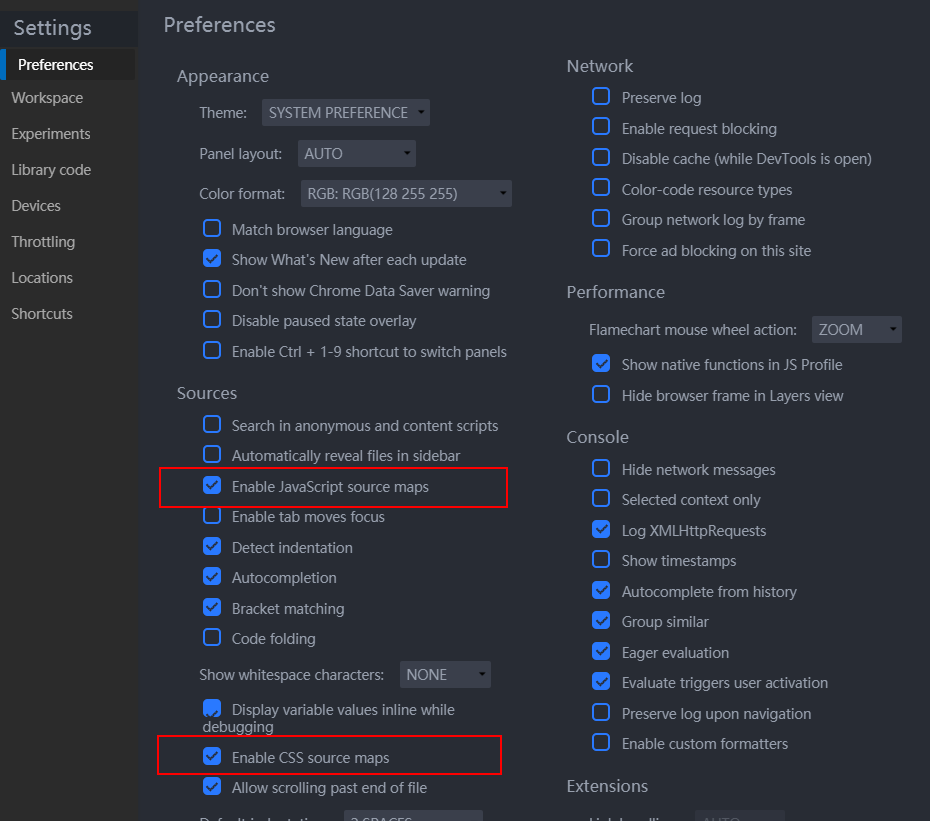 Settings
Preferences
Workspace
Experiments
Library code
Devices
Throttling
Locations
Shortcuts
Preferences
Appearance
Theme: SYSTEM PREFERENCE
Panel layout: AUTO
Color format: RGB: RGB(128 255 255)
Match browser language
Show What's New after each update
Don't show Chrome Data Saver warning
Disable paused state overlay
Enable Ctrl + 1-9 shortcut to switch panels
Sources
Search in anonymous and content scripts
Automatically reveal files in sidebar
Enable JavaScript source maps
Enable tab moves focus
Detect indentation
Autocompletion
Bracket matching
Code folding
Show whitespace characters: NONE
Display variable values inline while
debugging
Enable CSS source maps
Allow scrolling past end of file
Network
Preserve log
Enable request blocking
Disable cache (while DevTools is open)
Color-code resource types
Group network log by frame
Force ad blocking on this site
Performance
Flamechart mouse wheel action: ZOOM
Show native functions in JS Profile
Hide browser frame in Layers view
Console
Hide network messages
Selected context only
Log XMLHttpRequests
Show timestamps
Autocomplete from history
Group similar
Eager evaluation
Evaluate triggers user activation
Preserve log upon navigation
Enable custom formatters
Extensions